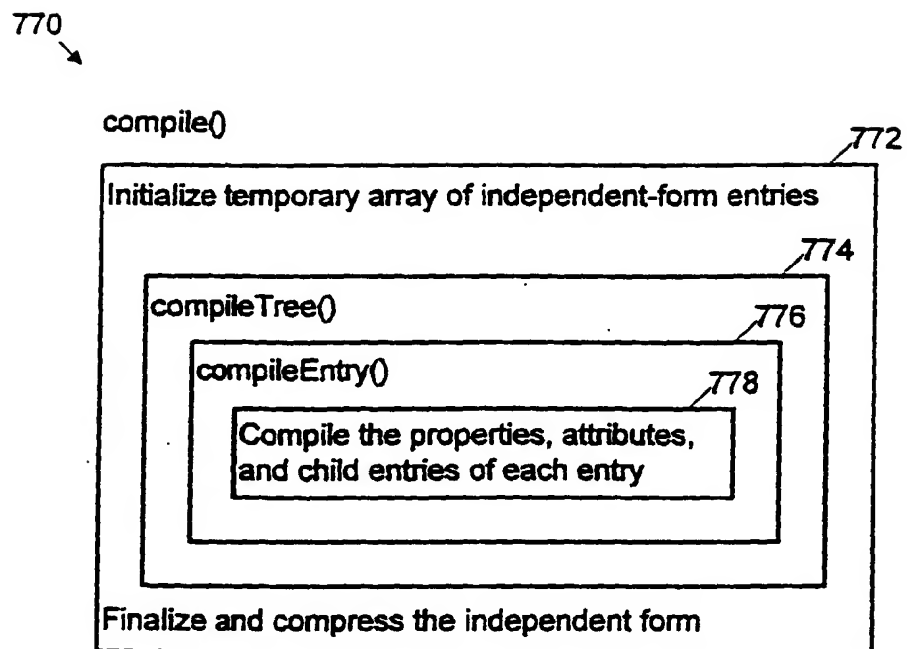 770
compile()
772
Initialize temporary array of independent-form entries
774
compileTree()
776
compileEntry()
778
Compile the properties, attributes,
and child entries of each entry
Finalize and compress the independent form